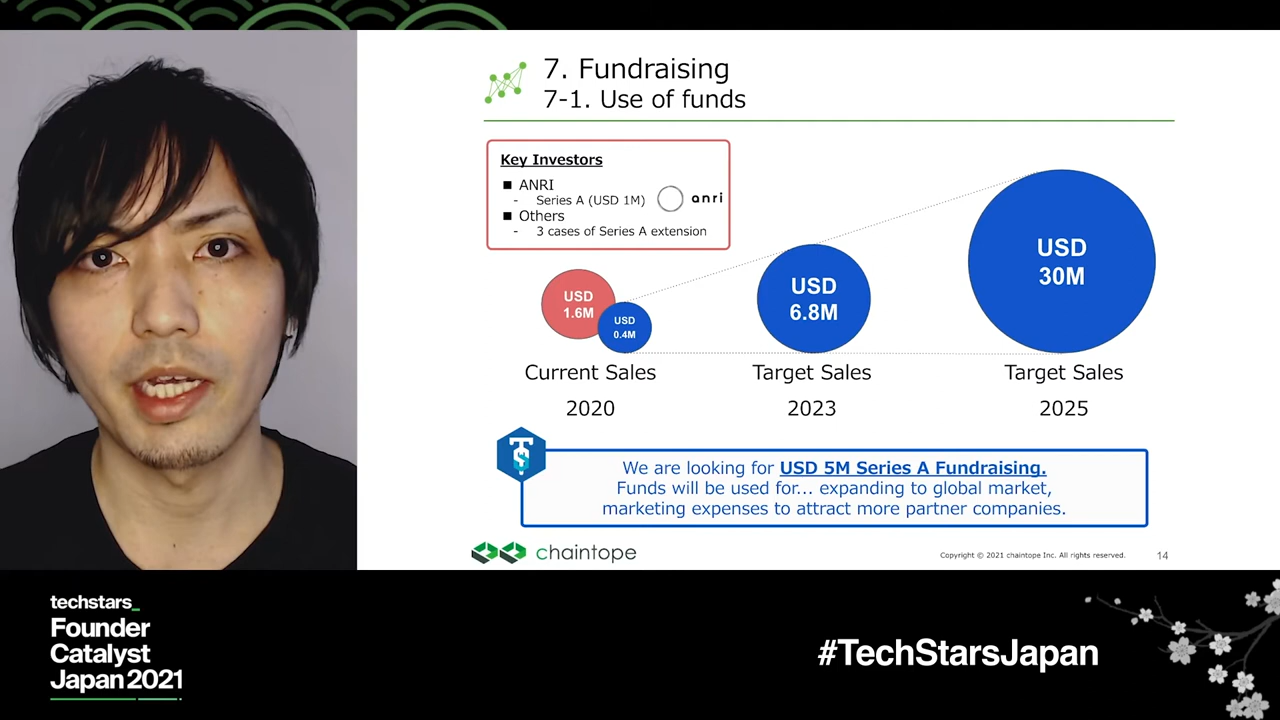 7. Fundraising
7-1. Use of funds
Key Investors
■ ANRI
- Series A (USD 1M)
anri
■ Others
- 3 cases of Series A extension
USD
1.6M
USD
0.4M
USD
6.8M
USD
30M
Current Sales
2020
Target Sales
2023
Target Sales
2025
We are looking for USD 5M Series A Fundraising.
Funds will be used for... expanding to global market,
marketing expenses to attract more partner companies.
chaintope
Copyright © 2021 chaintope Inc. All rights reserved.
14
techstars_
Founder
Catalyst
Japan 2021
#TechStarsJapan